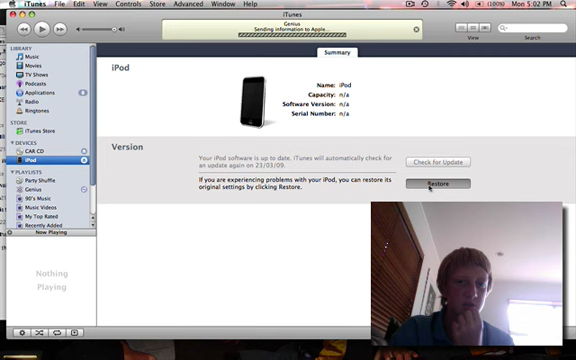 iTunes File Edit View Controls Store Advanced Window Help
(100%) Mon 5:02 PM
iTunes
Genius
Sending information to Apple...
View
Search
LIBRARY
Music
Movies
TV Shows
Podcasts
Applications
Radio
Ringtones
STORE
iTunes Store
DEVICES
CAR CD
iPod
PLAYLISTS
Party Shuffle
Genius
90's Music
Music Videos
My Top Rated
Recently Added
Now Playing
Nothing
Playing
Summary
iPod
Name: iPod
Capacity: n/a
Software Version: n/a
Serial Number: n/a
Version
Your iPod software is up to date. iTunes will automatically check for
an update again on 23/03/09.
Check for Update
If you are experiencing problems with your iPod, you can restore its
original settings by clicking Restore.
Restore